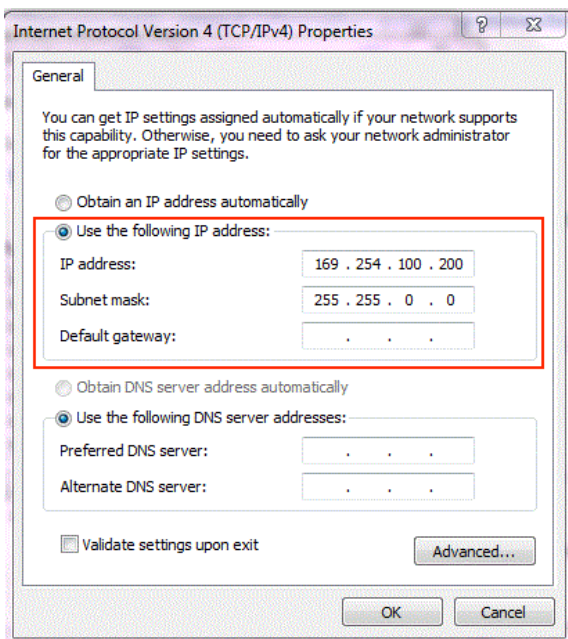 Internet Protocol Version 4 (TCP/IPv4) Properties
General
You can get IP settings assigned automatically if your network supports
this capability. Otherwise, you need to ask your network administrator
for the appropriate IP settings.
Obtain an IP address automatically
Use the following IP address:
IP address: 169 . 254 . 100 . 200
Subnet mask: 255 . 255 . 0 . 0
Default gateway: . . .
Obtain DNS server address automatically
Use the following DNS server addresses:
Preferred DNS server: . . .
Alternate DNS server: . . .
Validate settings upon exit
Advanced...
OK Cancel